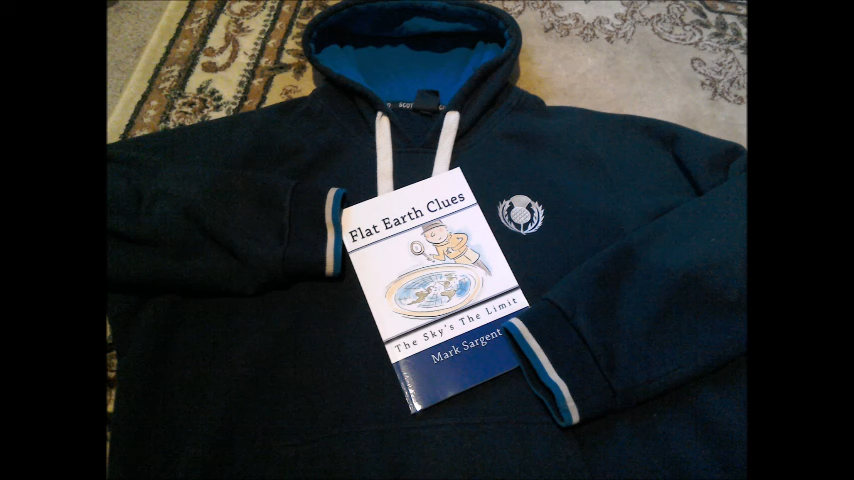 Flat Earth Clues
The Sky's The Limit
Mark Sargent